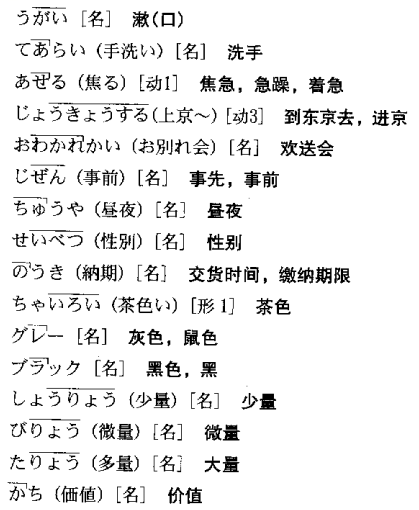 うがい [名] 漱(口)
てあらい (手洗い) [名] 洗手
あせる (焦る) [动1] 焦急，急躁，着急
じょうきょうする(上京～) [动3] 到东京去，进京
おわかれかい (お別れ会) [名] 欢送会
じぜん (事前) [名] 事先，事前
ちゅうや (昼夜) [名] 昼夜
せいべつ (性別) [名] 性别
のうき (納期) [名] 交货时间，缴纳期限
ちゃいろい (茶色い) [形1] 茶色
グレー [名] 灰色，鼠色
ブラック [名] 黑色，黑
しょうりょう (少量) [名] 少量
びりょう (微量) [名] 微量
たりょう (多量) [名] 大量
かち (価値) [名] 价值